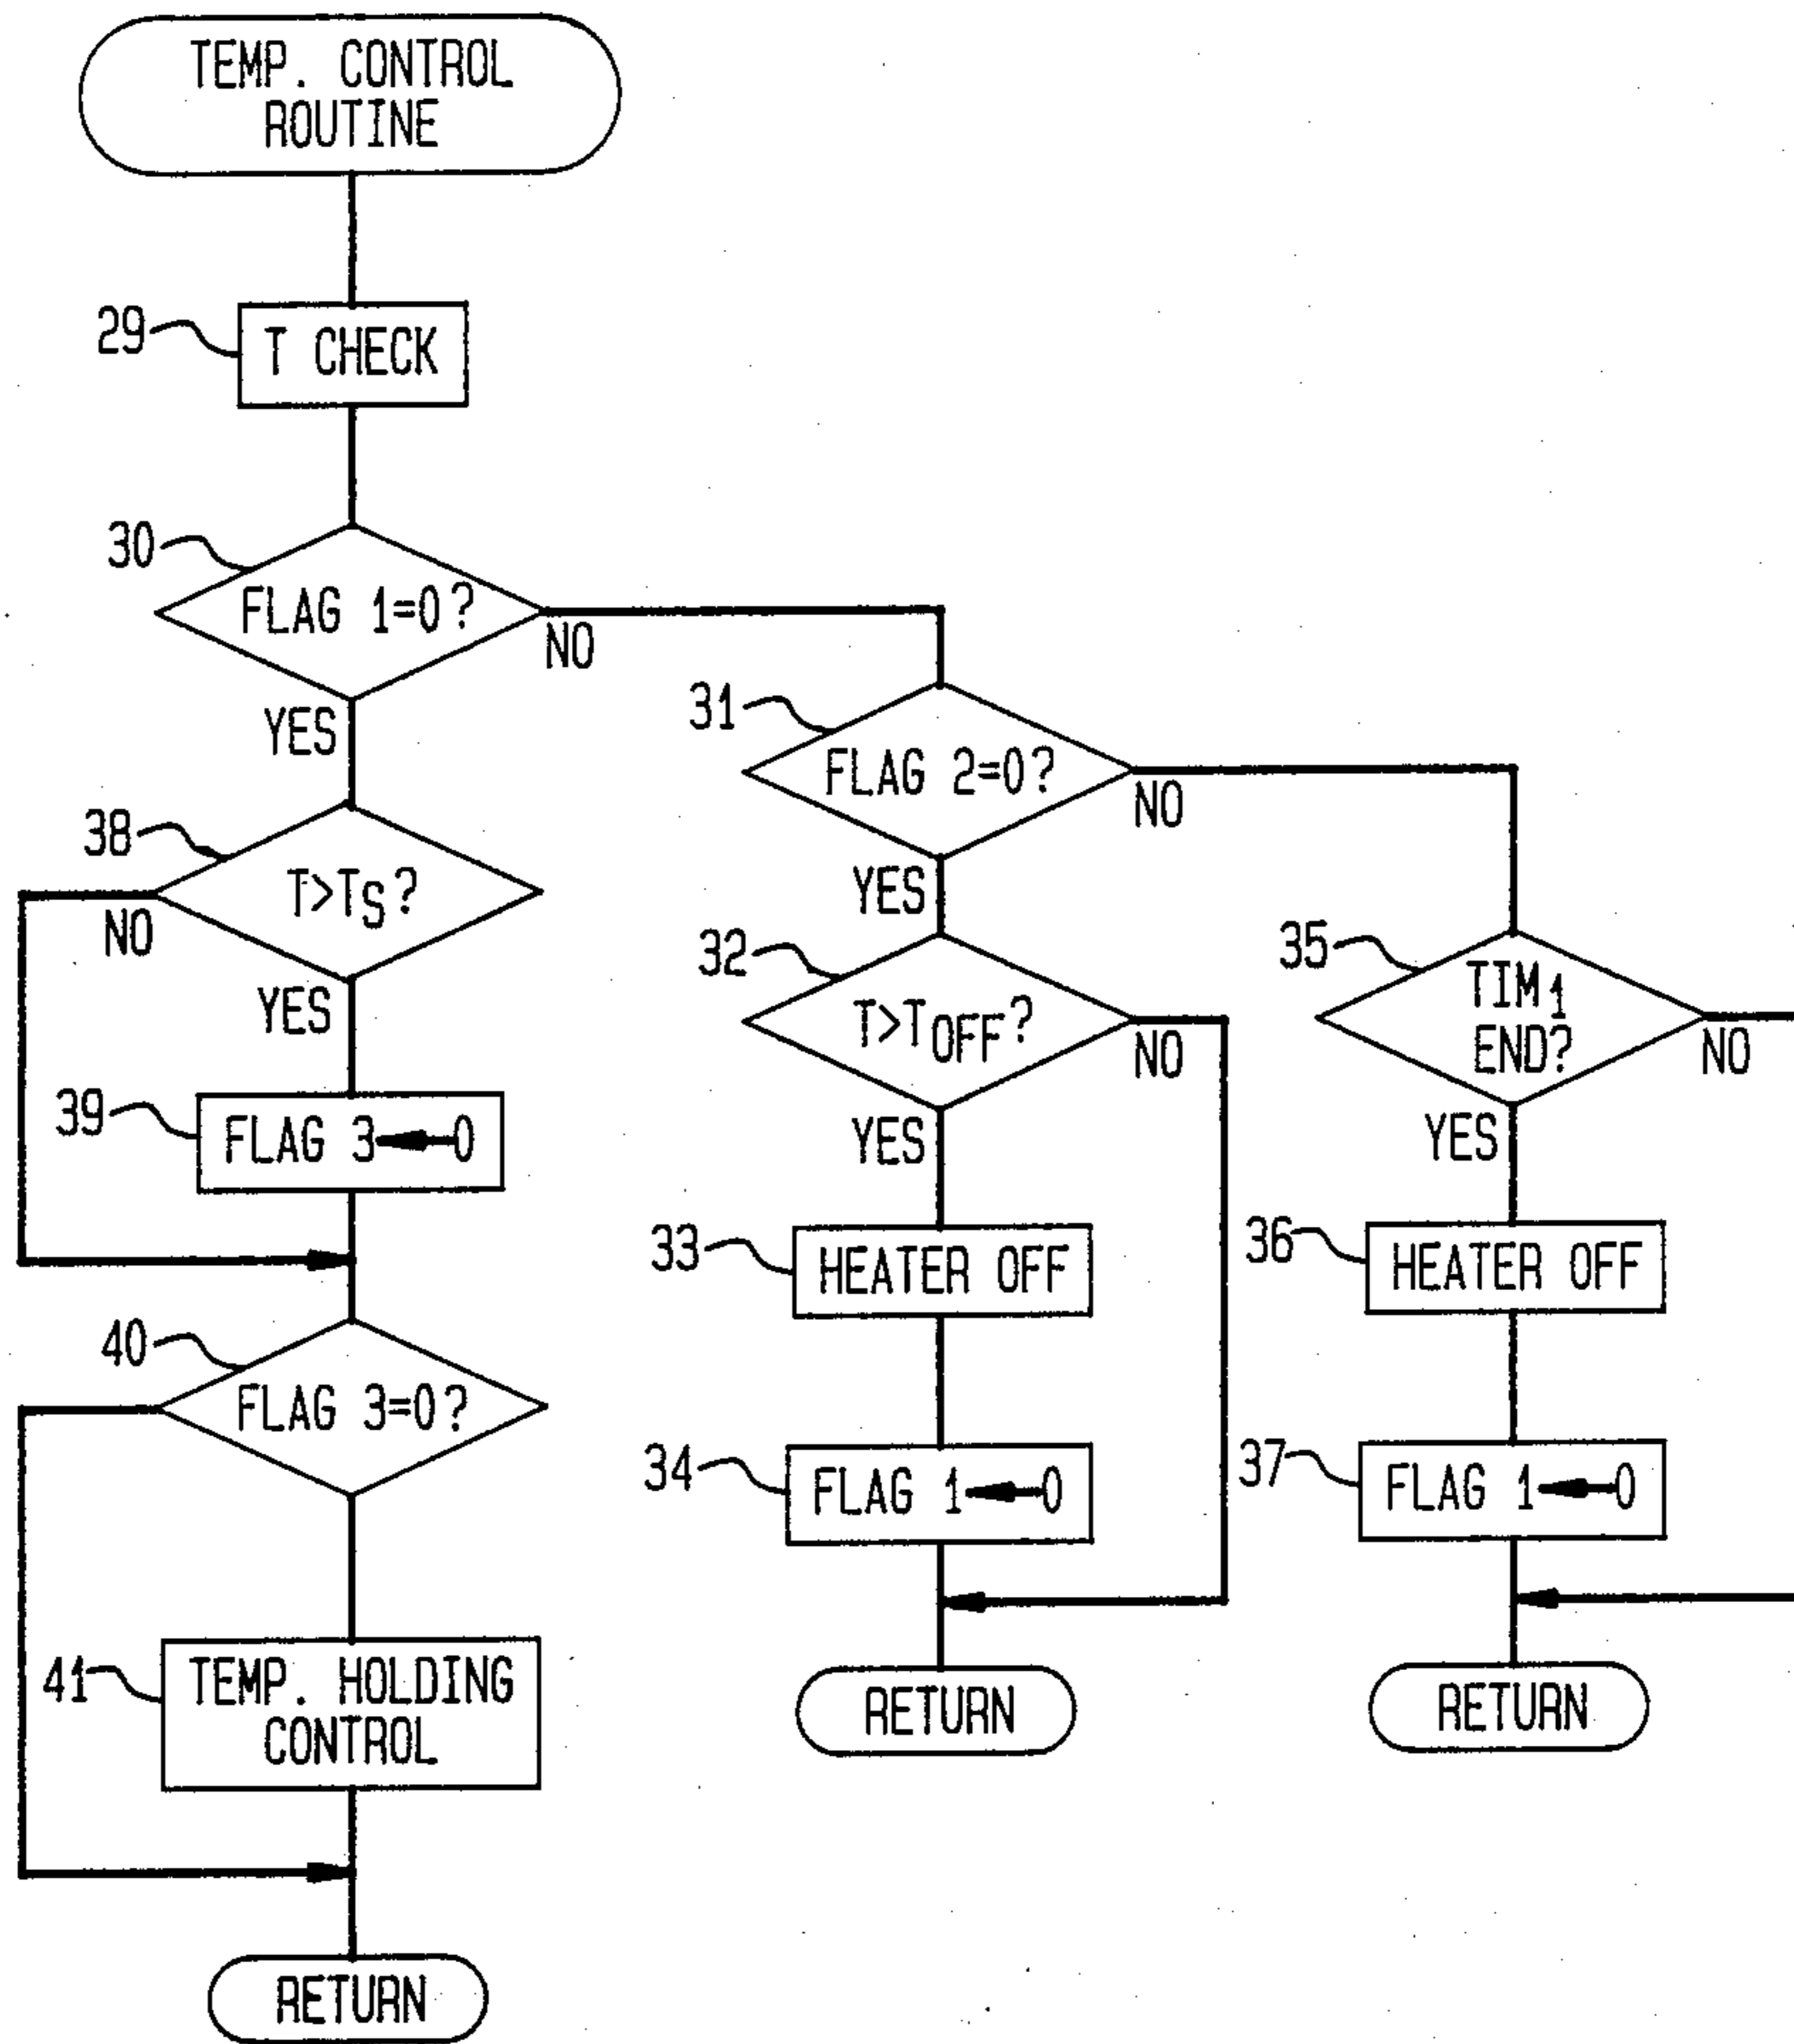 TEMP. CONTROL
ROUTINE
29
T CHECK
30
FLAG 1=0?
NO
YES
31
FLAG 2=0?
NO
YES
38
T>TS?
NO
YES
32
T>TOFF?
NO
YES
35
TIM1
END?
NO
YES
39
FLAG 3←0
33
HEATER OFF
36
HEATER OFF
40
FLAG 3=0?
34
FLAG 1←0
37
FLAG 1←0
41
TEMP. HOLDING
CONTROL
RETURN
RETURN
RETURN